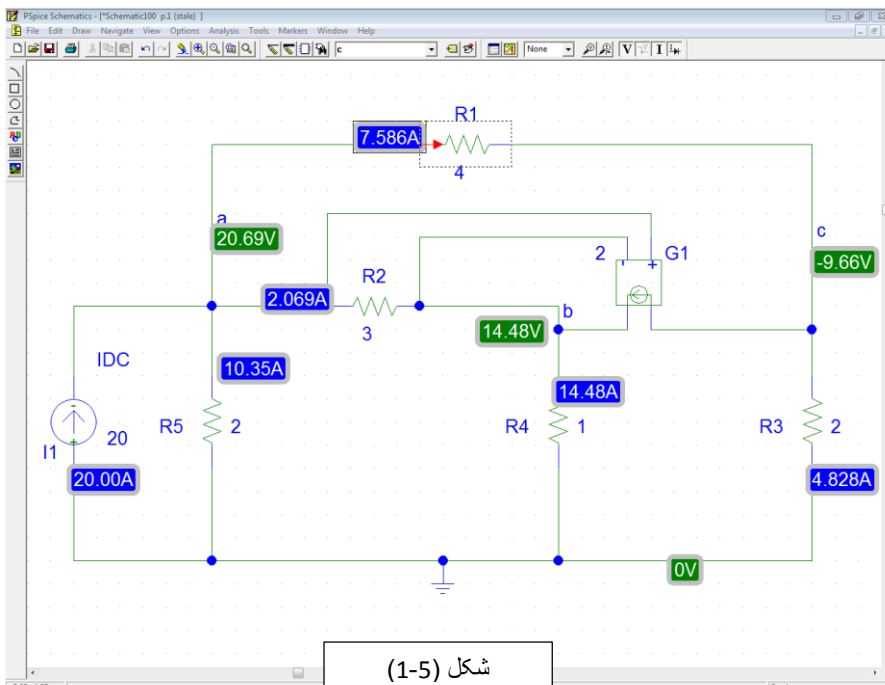 PSpice Schematics - [*Schematic100 p.1 (stale) ]
File Edit Draw Navigate View Options Analysis Tools Markers Window Help
c None V I
R1
7.586A
4
a
20.69V
c
2 G1
-9.66V
R2
2.069A
3
b
14.48V
IDC
10.35A
14.48A
R5 2
R4 1
R3 2
20
I1
20.00A
4.828A
0V
شكل (5-1)